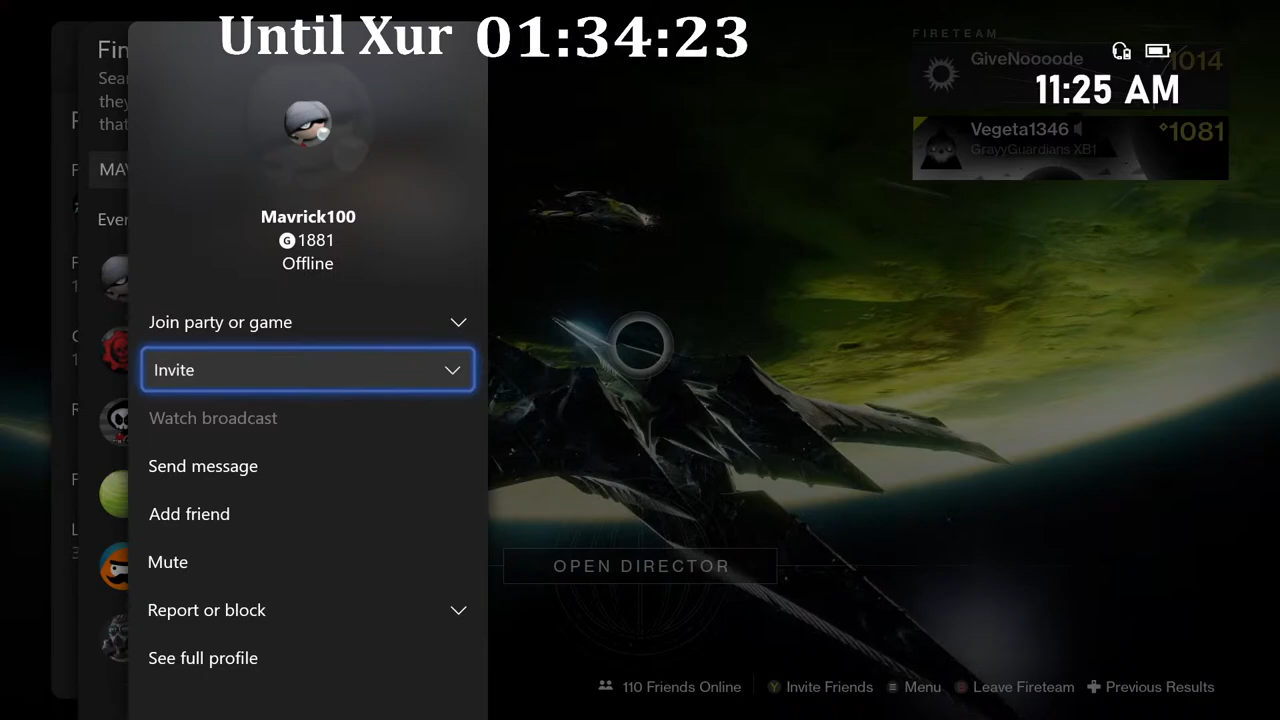 Until Xur 01:34:23
Fin
Sear
they
that
MAV
Ever
Mavrick100
G 1881
Offline
Join party or game
Invite
Watch broadcast
Send message
Add friend
Mute
Report or block
See full profile
FIRETEAM
GiveNoooode
1014
11:25 AM
Vegeta1346
1081
GrayyGuardians XB1
OPEN DIRECTOR
110 Friends Online
Y Invite Friends
Menu
B Leave Fireteam
Previous Results